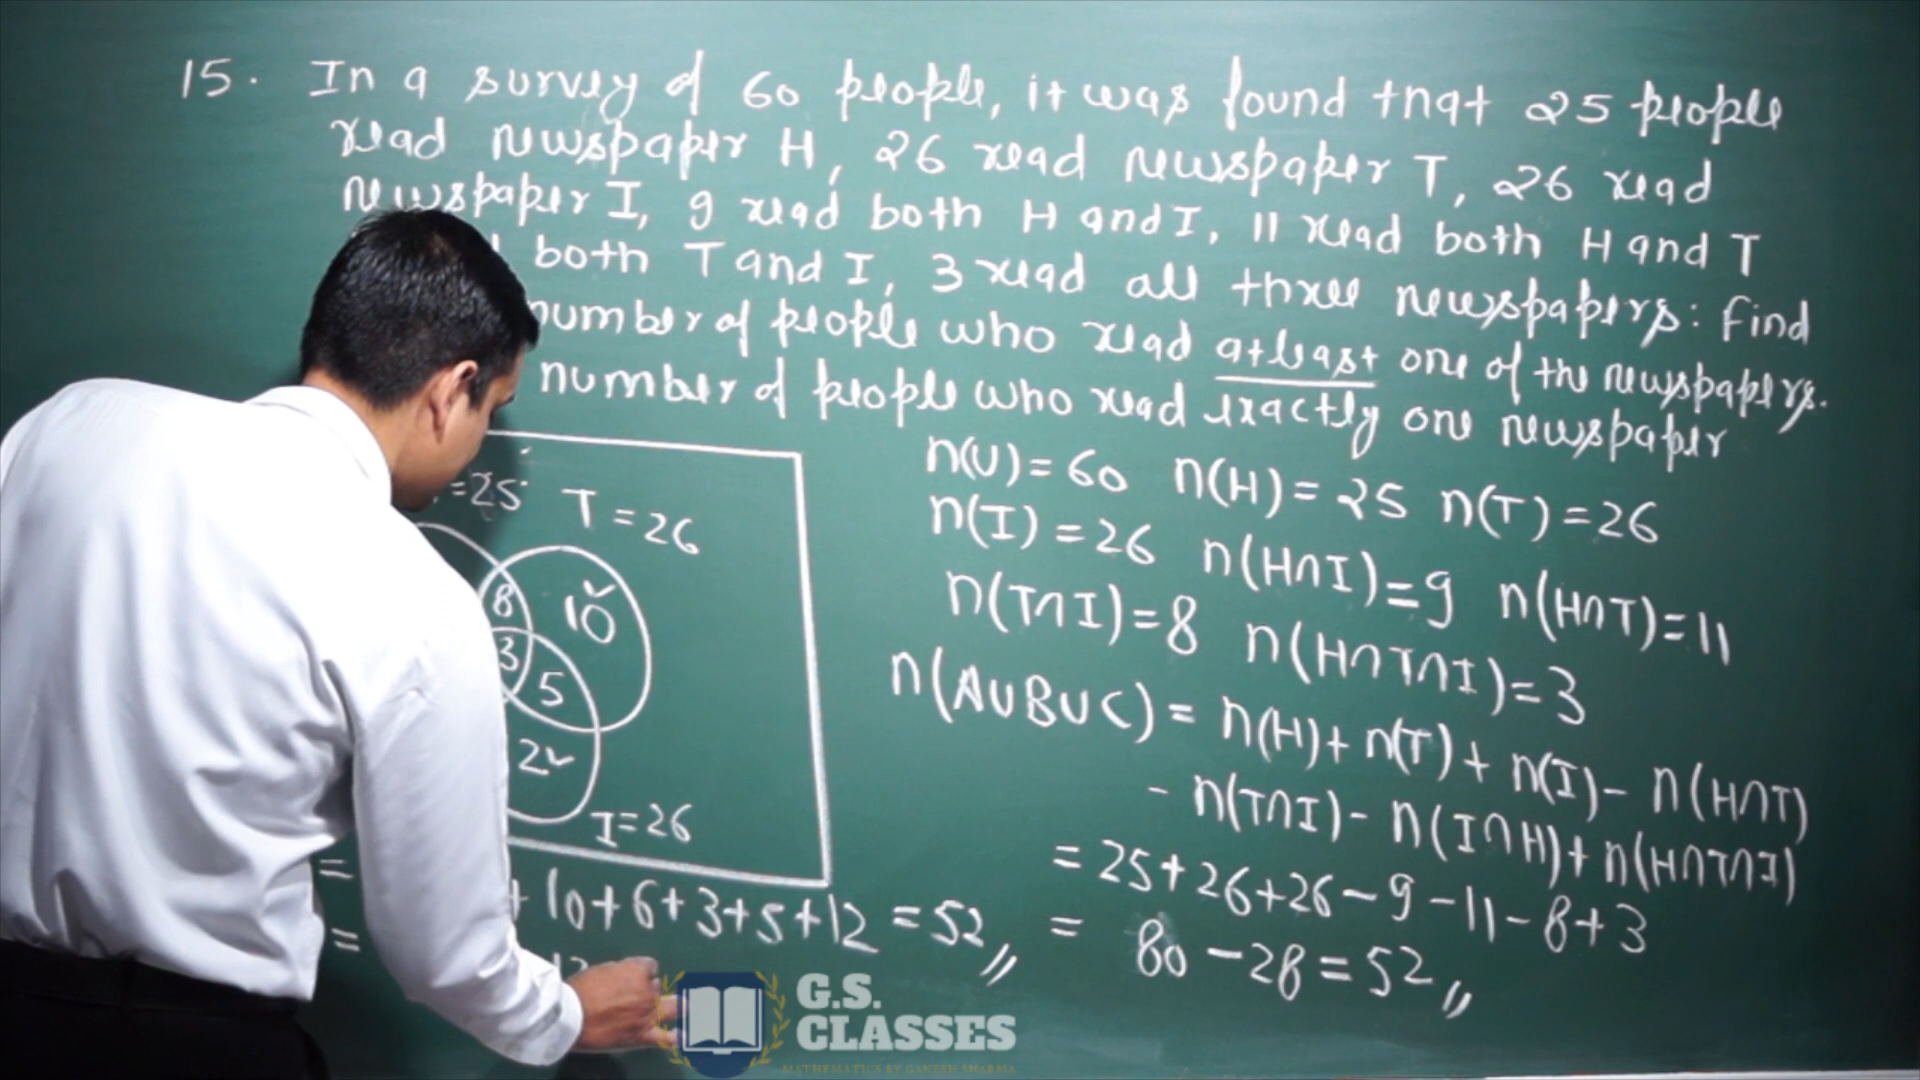 15. In a survey of 60 people, it was found that 25 people
read newspaper H, 26 read newspaper T, 26 read
newspaper I, 9 read both H and I, 11 read both H and T
both T and I, 3 read all three newspapers: Find
number of people who read atleast one of the newspapers.
number of people who read exactly one newspaper
=25
T=26
8
10
3
5
2
I=26
n(U)=60 n(H)=25 n(T)=26
n(I)=26 n(H∩I)=9 n(H∩T)=11
n(T∩I)=8 n(H∩T∩I)=3
n(AUBUC)= n(H)+n(T)+n(I)-n(H∩T)
-n(T∩I)-n(I∩H)+n(H∩T∩I)
=25+26+26-9-11-8+3
= 80-28=52,,
=
+10+6+3+5+12=52,,
=
G.S.
CLASSES
MATHEMATICS BY GANESH SHARMA